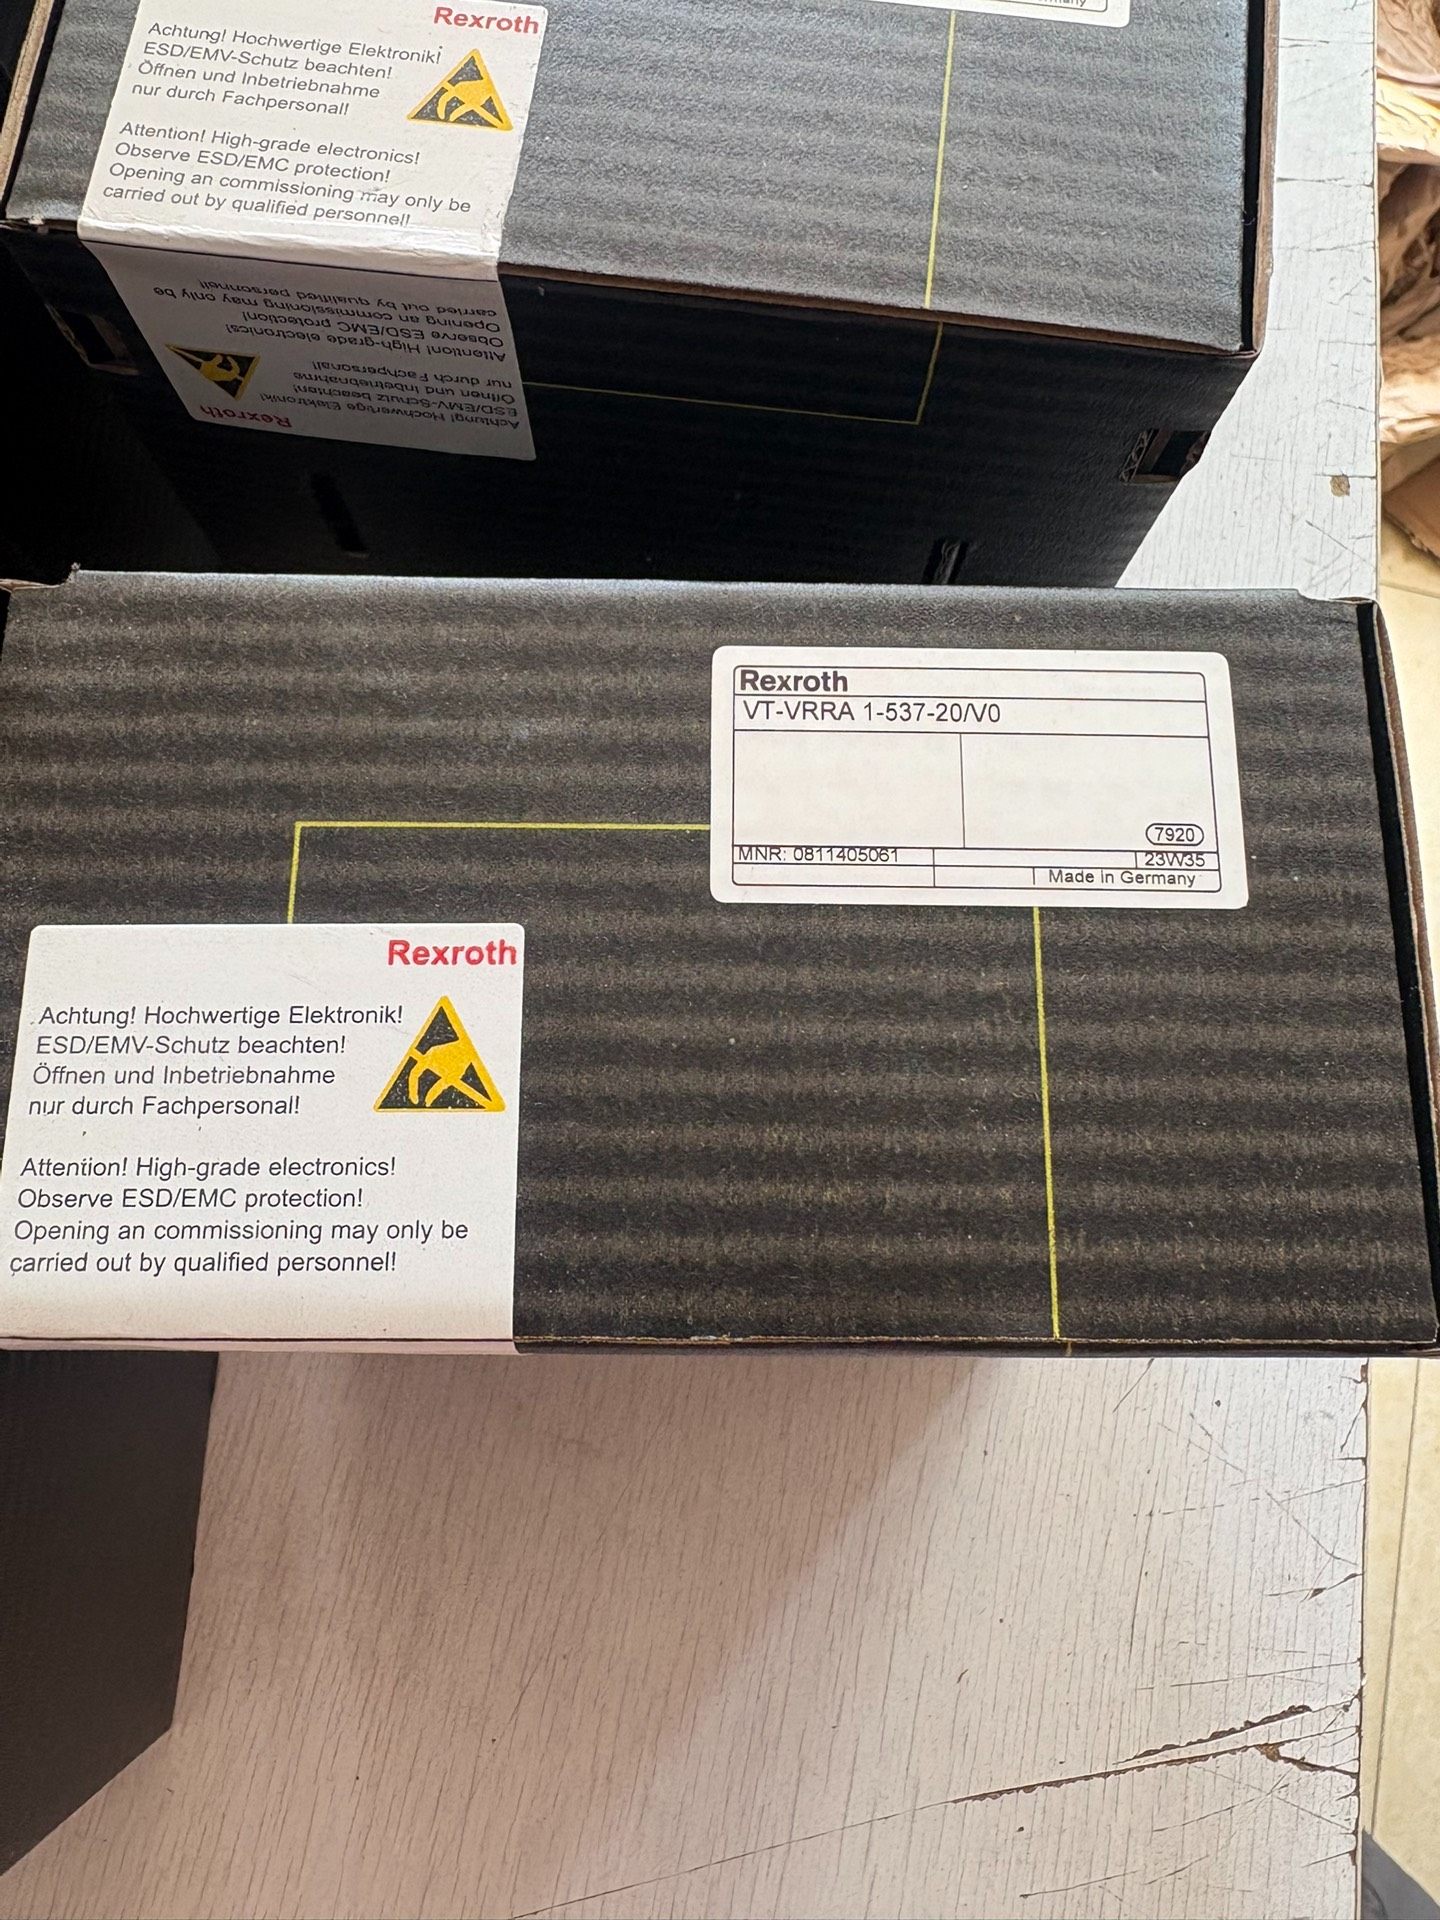 Rexroth
Achtung! Hochwertige Elektronik!
ESD/EMV-Schutz beachten!
Öffnen und Inbetriebnahme
nur durch Fachpersonal!
Attention! High-grade electronics!
Observe ESD/EMC protection!
Opening an commissioning may only be
carried out by qualified personnel!
Rexroth
Achtung! Hochwertige Elektronik!
ESD/EMV-Schutz beachten!
Öffnen und Inbetriebnahme
nur durch Fachpersonal!
Attention! High-grade electronics!
Observe ESD/EMC protection!
Opening an commissioning may only be
carried out by qualified personnel!
Rexroth
VT-VRRA 1-537-20/V0
7920
MNR: 0811405061
23W35
Made in Germany
Rexroth
Achtung! Hochwertige Elektronik!
ESD/EMV-Schutz beachten!
Öffnen und Inbetriebnahme
nur durch Fachpersonal!
Attention! High-grade electronics!
Observe ESD/EMC protection!
Opening an commissioning may only be
carried out by qualified personnel!